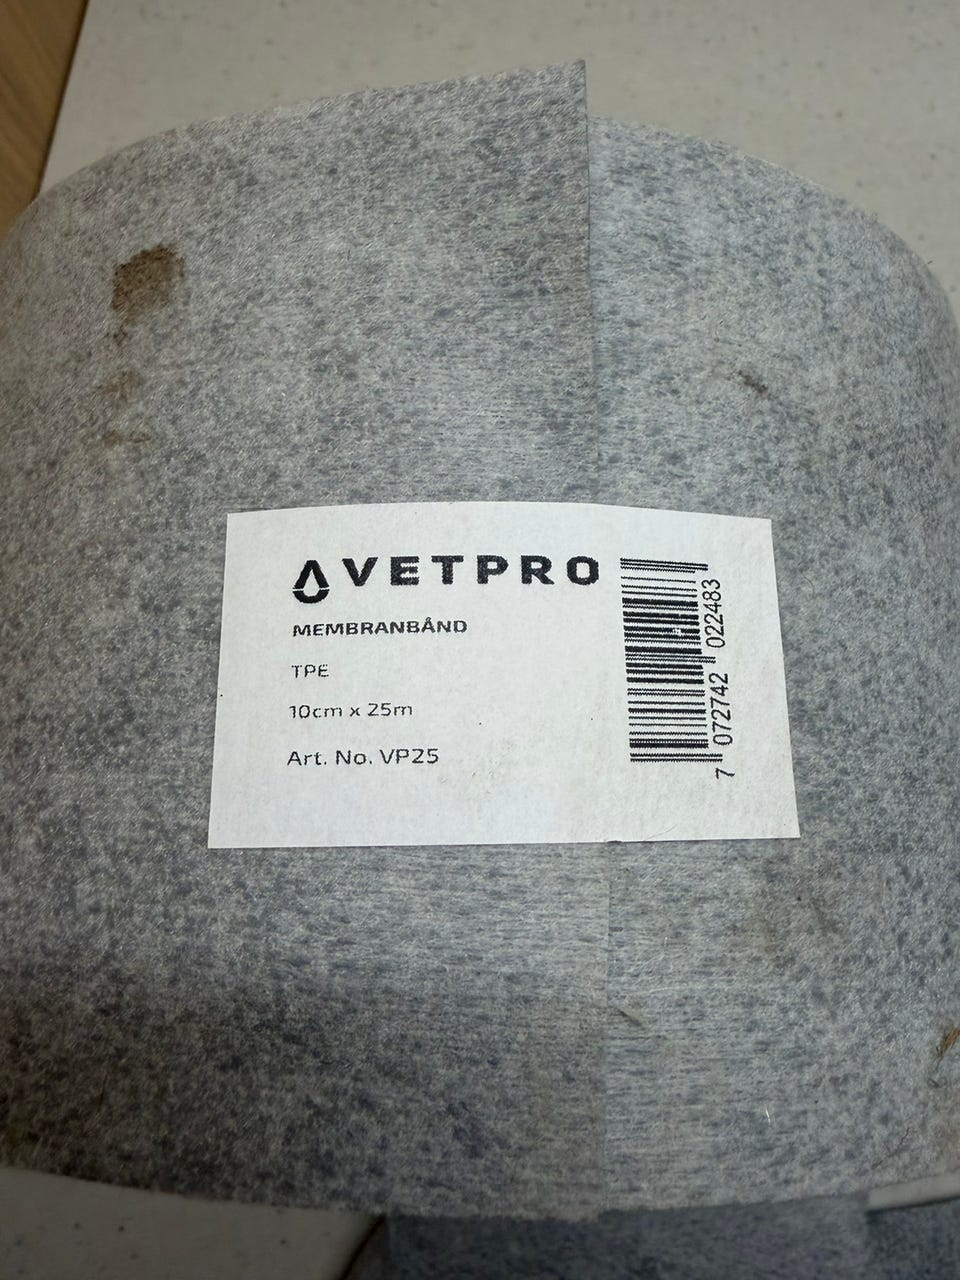 VETPRO
MEMBRANBÅND
TPE
10cm x 25m
Art. No. VP25
7 072742 022483